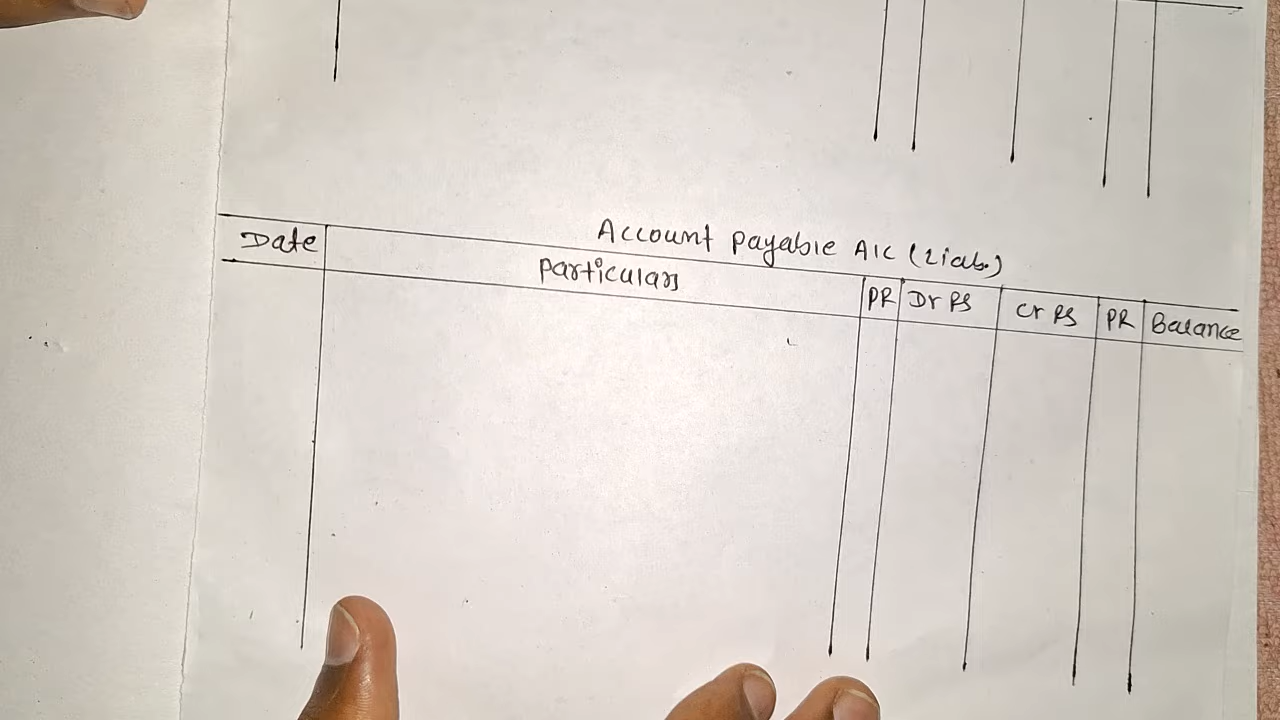 Account Payable A/C (Liab.)
Date Particulars PR Dr Rs Cr Rs PR Balance